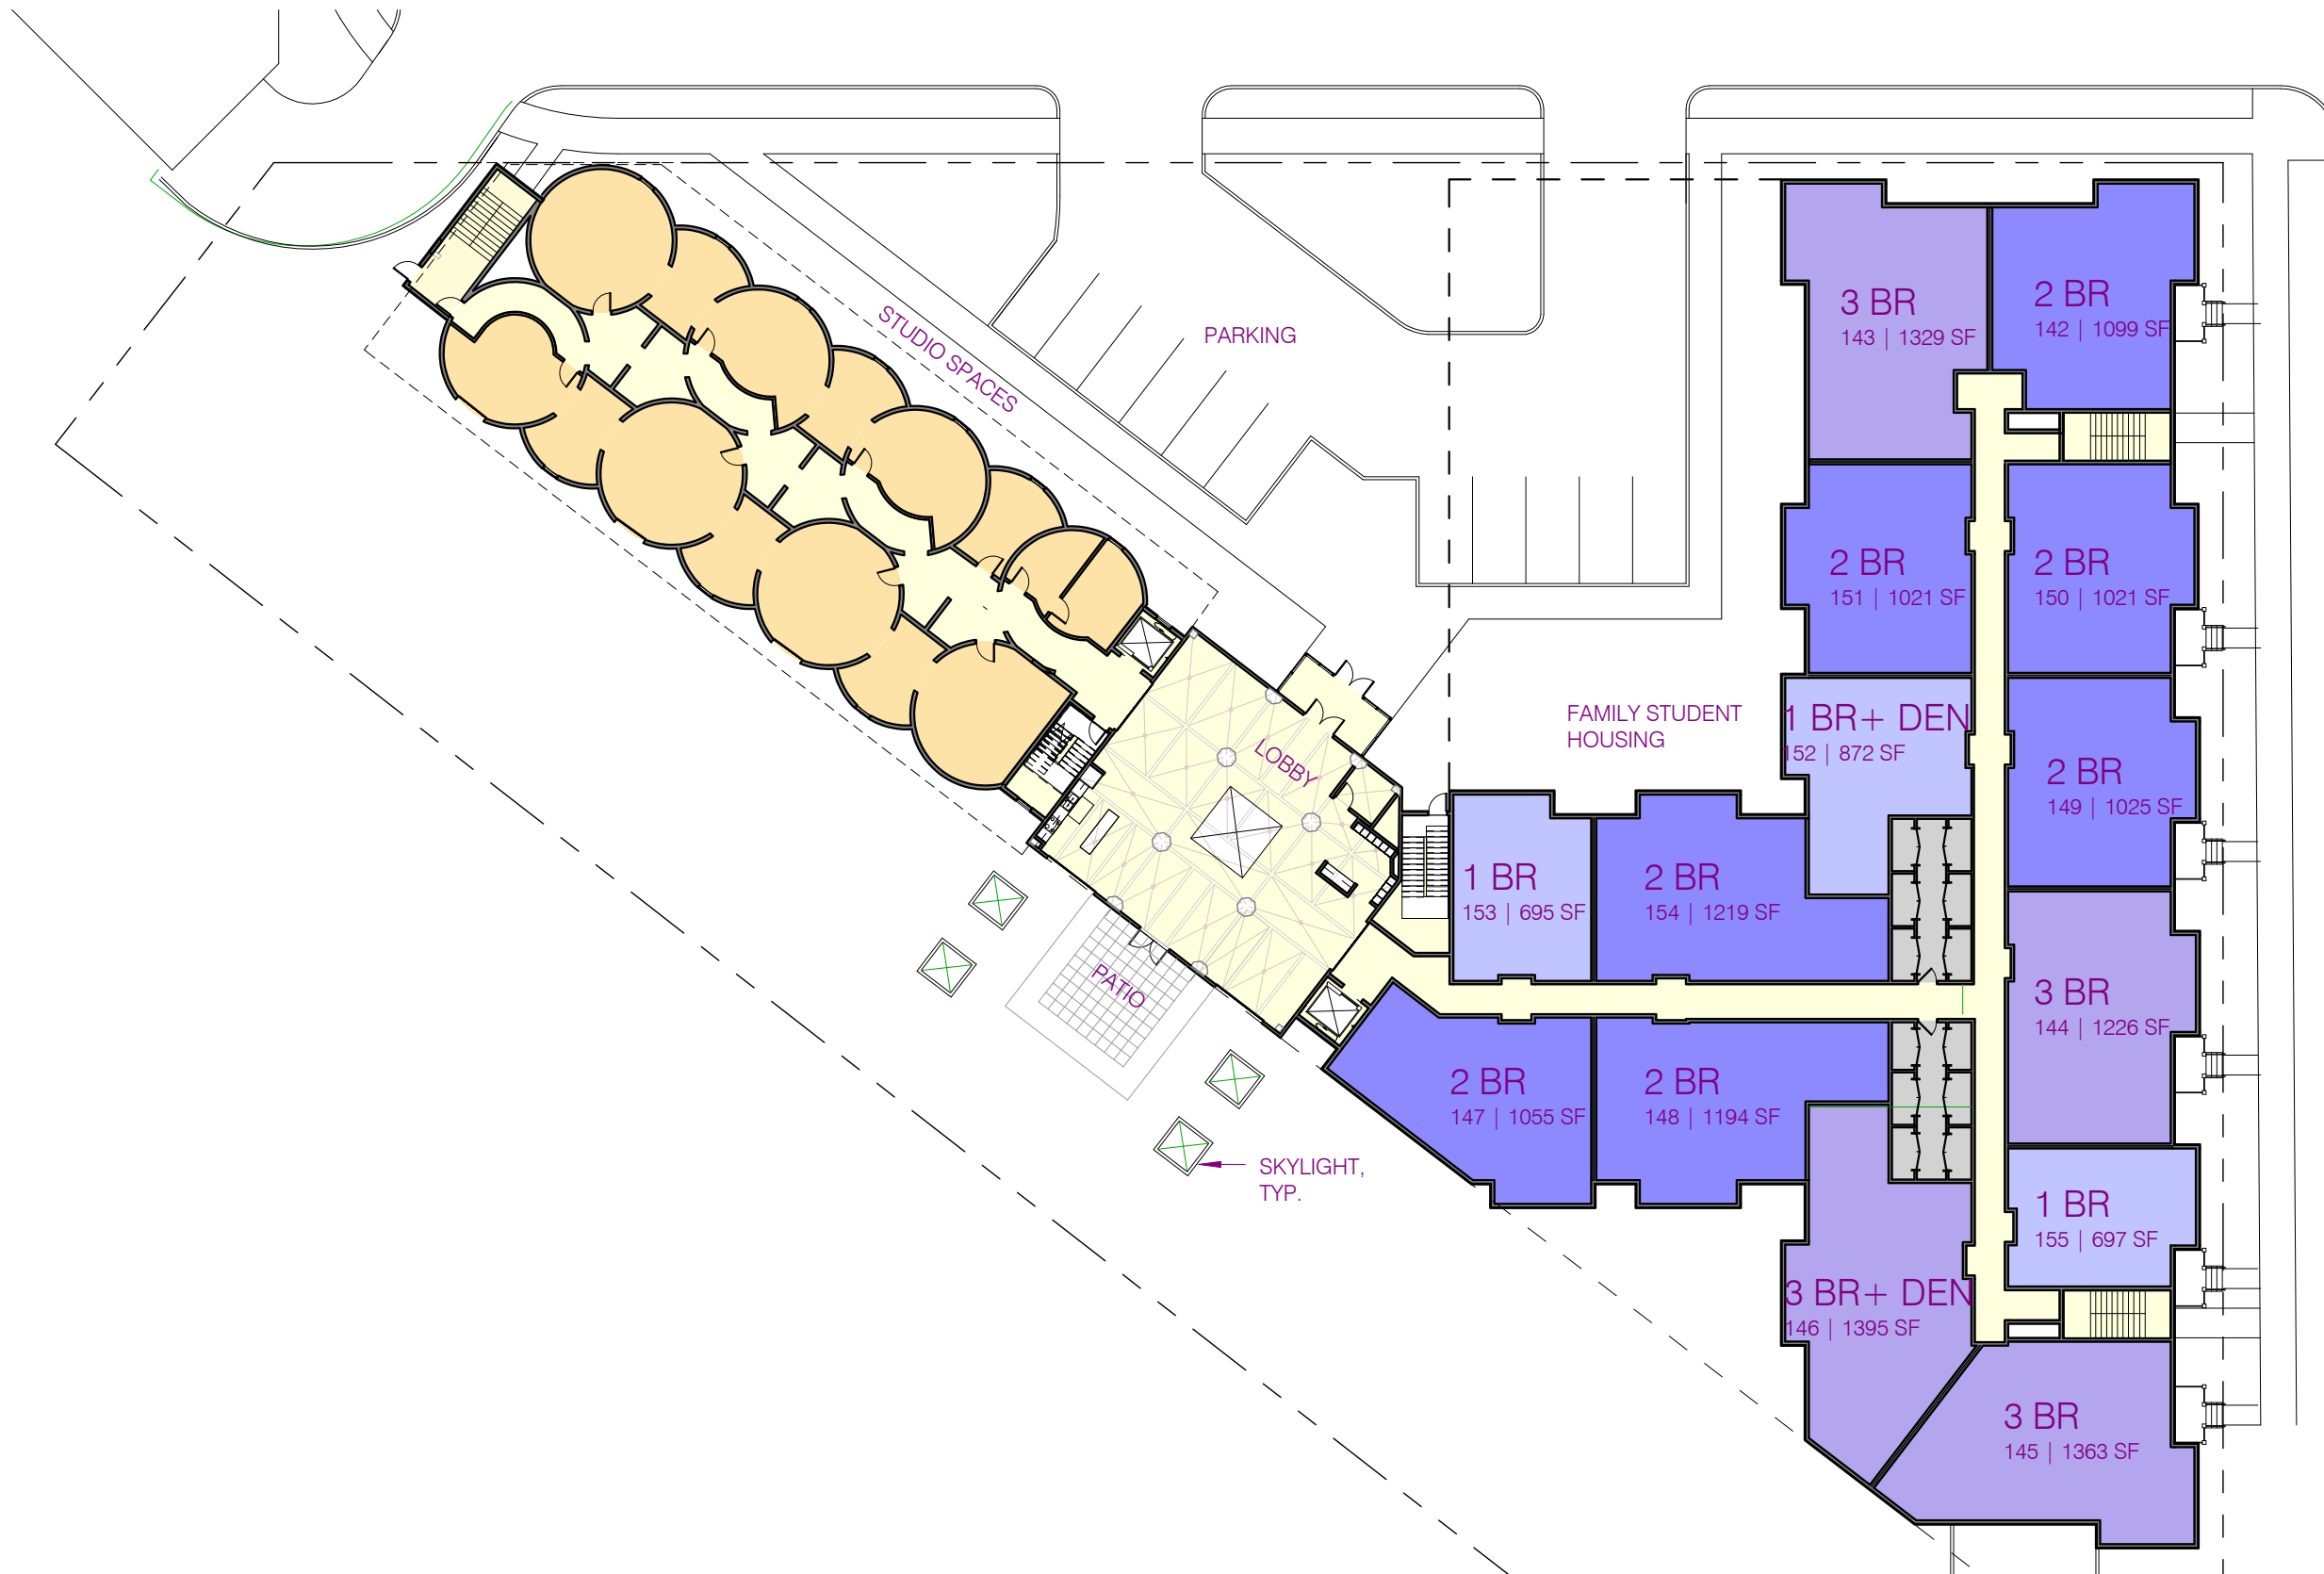 STUDIO SPACES
PARKING
3 BR
143 | 1329 SF
2 BR
142 | 1099 SF
2 BR
151 | 1021 SF
2 BR
150 | 1021 SF
FAMILY STUDENT
HOUSING
1 BR+ DEN
152 | 872 SF
LOBBY
2 BR
149 | 1025 SF
1 BR
153 | 695 SF
2 BR
154 | 1219 SF
PATIO
3 BR
144 | 1226 SF
2 BR
147 | 1055 SF
2 BR
148 | 1194 SF
SKYLIGHT,
TYP.
1 BR
155 | 697 SF
3 BR+ DEN
146 | 1395 SF
3 BR
145 | 1363 SF